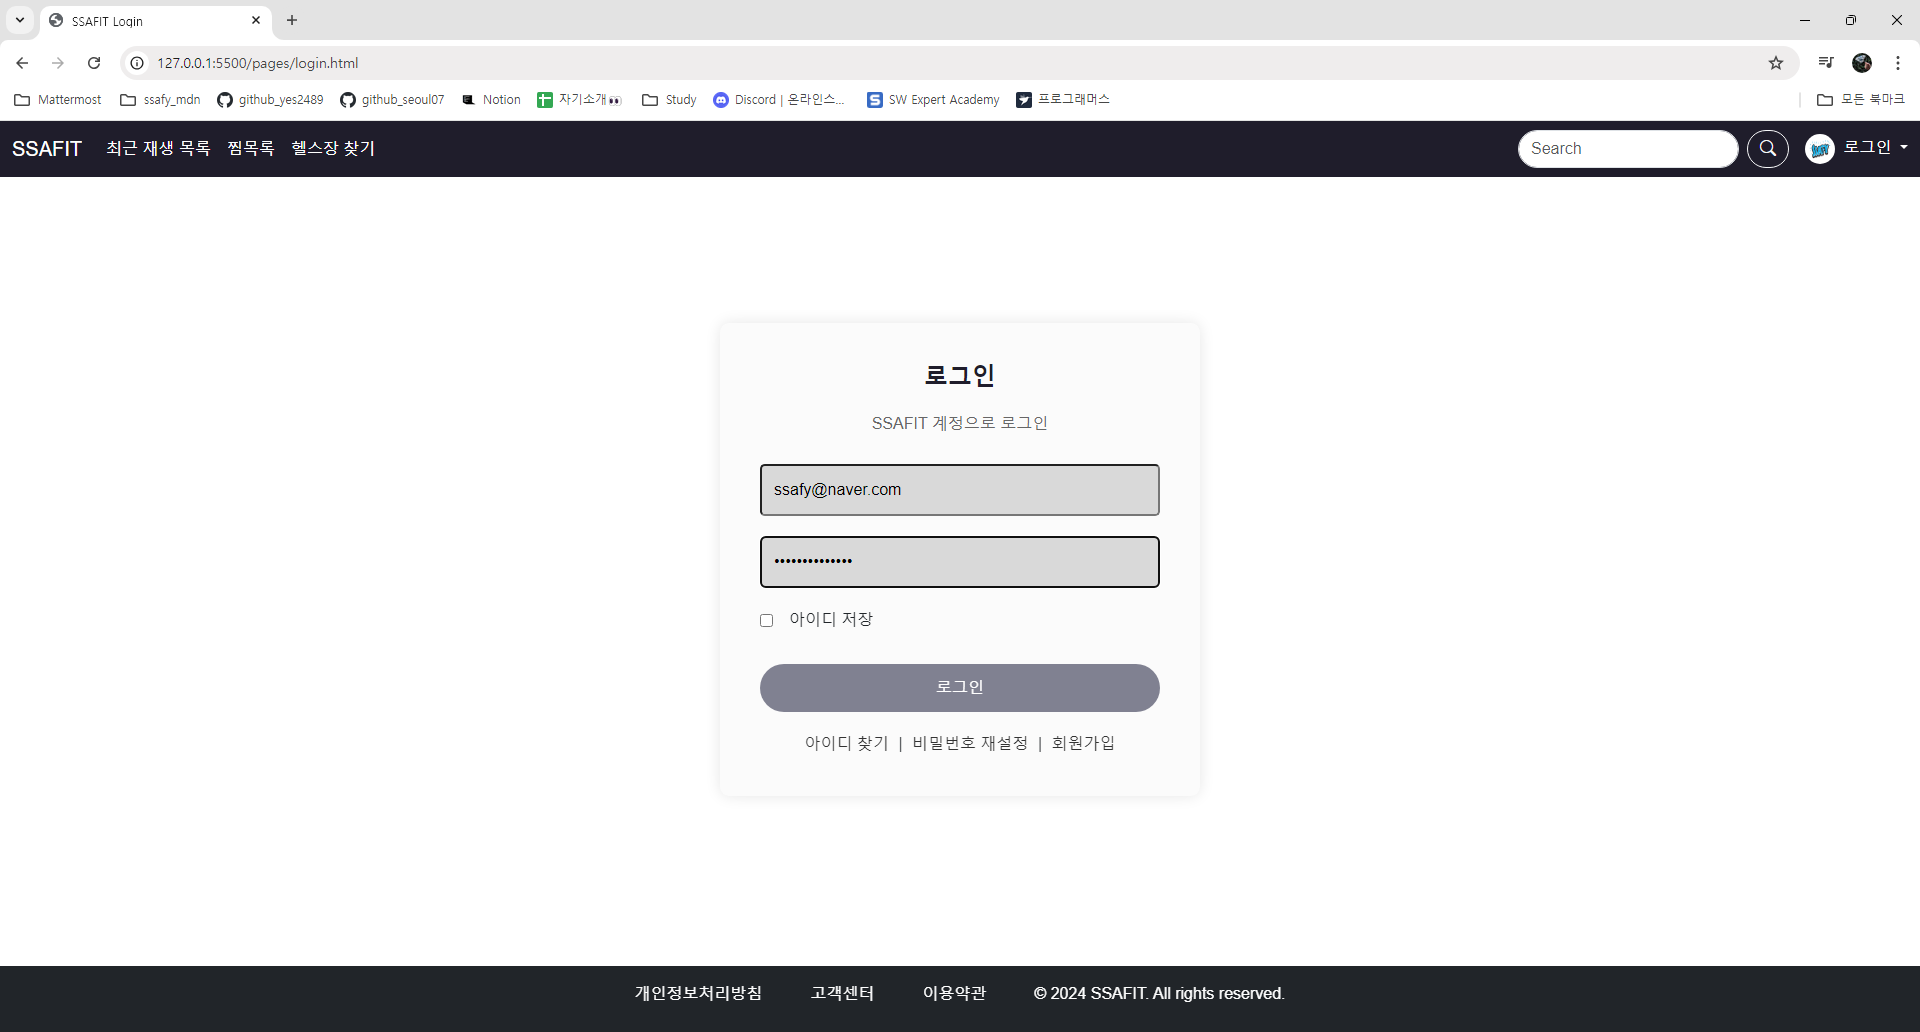 SSAFIT Login
127.0.0.1:5500/pages/login.html
Mattermost ssafy_mdn github_yes2489 github_seoul07 Notion 자기소개👀 Study Discord | 온라인스... SW Expert Academy 프로그래머스 모든 북마크
SSAFIT 최근 재생 목록 찜목록 헬스장 찾기 Search 로그인
로그인
SSAFIT 계정으로 로그인
ssafy@naver.com
••••••••••••••
아이디 저장
로그인
아이디 찾기 | 비밀번호 재설정 | 회원가입
개인정보처리방침 고객센터 이용약관 © 2024 SSAFIT. All rights reserved.